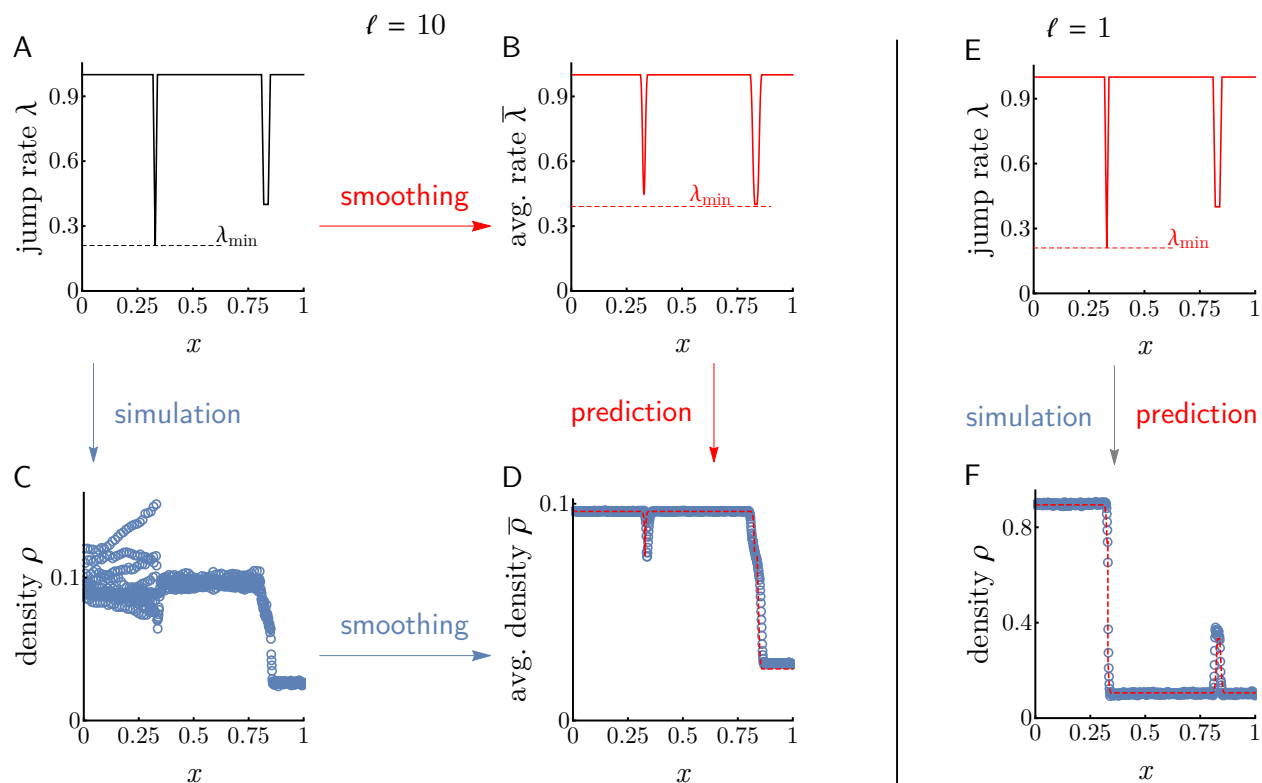 ℓ = 10
ℓ = 1
A
jump rate λ
0.9
0.6
0.3
0
λmin
0 0.25 0.5 0.75 1
x
smoothing
B
avg. rate λ̅
0.9
0.6
0.3
0
λmin
0 0.25 0.5 0.75 1
x
E
jump rate λ
0.9
0.6
0.3
0
λmin
0 0.25 0.5 0.75 1
x
simulation
prediction
simulation
prediction
C
density ρ
0.1
0
0 0.25 0.5 0.75 1
x
smoothing
D
avg. density ρ̅
0.1
0
0 0.25 0.5 0.75 1
x
F
density ρ
0.8
0.4
0
0 0.25 0.5 0.75 1
x